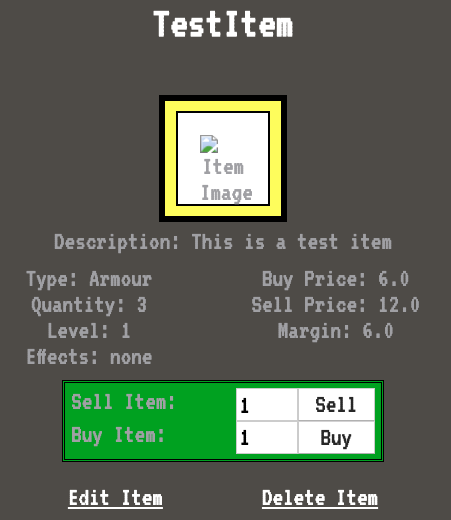 TestItem
Item
Image
Description: This is a test item
Type: Armour
Quantity: 3
Level: 1
Effects: none
Buy Price: 6.0
Sell Price: 12.0
Margin: 6.0
Sell Item: 1 Sell
Buy Item: 1 Buy
Edit Item Delete Item